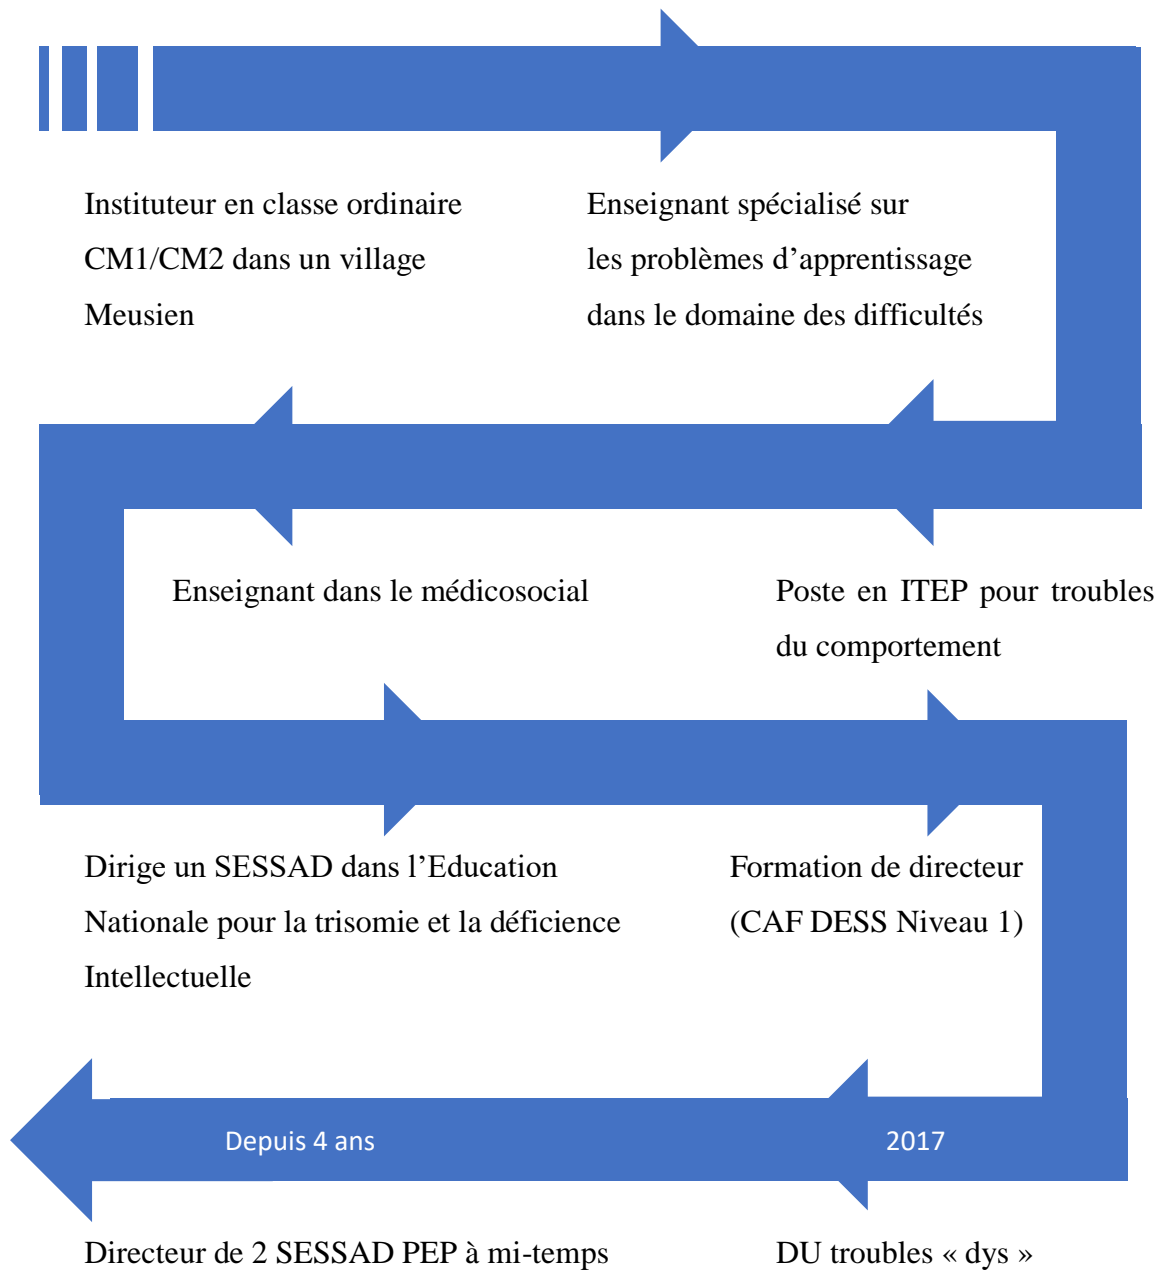 Instituteur en classe ordinaire
CM1/CM2 dans un village
Meusien
Enseignant spécialisé sur
les problèmes d’apprentissage
dans le domaine des difficultés
Enseignant dans le médicosocial
Poste en ITEP pour troubles
du comportement
Dirige un SESSAD dans l’Education
Nationale pour la trisomie et la déficience
Intellectuelle
Formation de directeur
(CAF DESS Niveau 1)
Depuis 4 ans
2017
Directeur de 2 SESSAD PEP à mi-temps
DU troubles « dys »